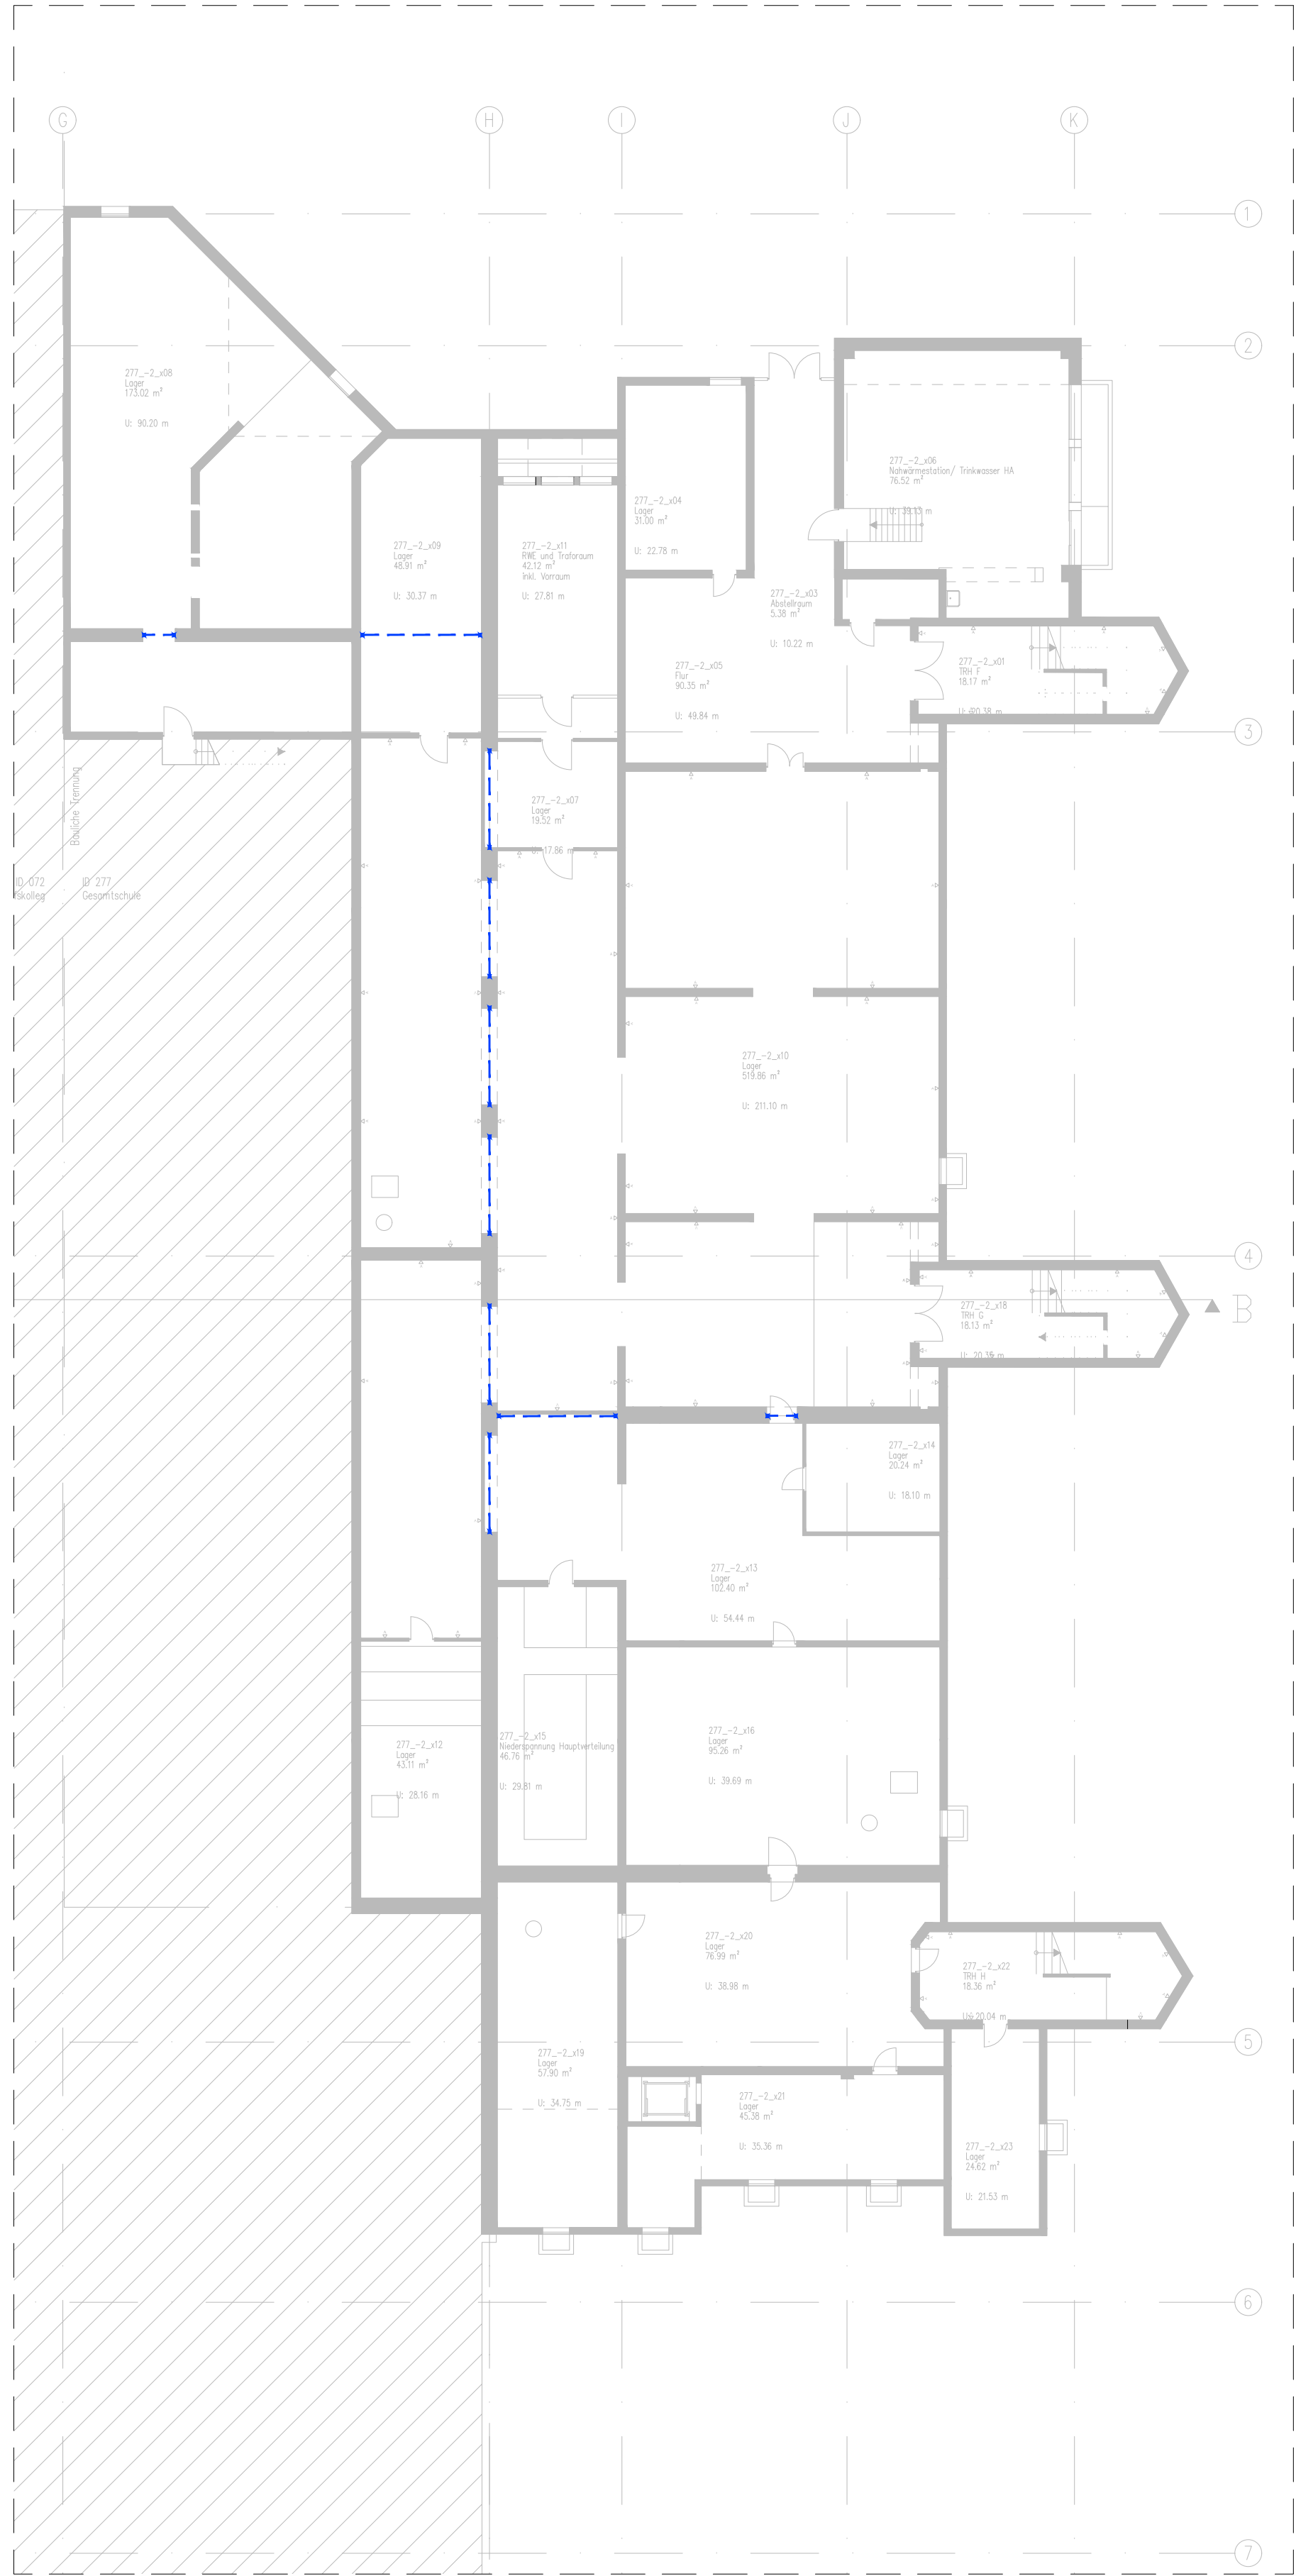 G
H
I
J
K
1
2
277_-2_x08
Lager
173.02 m²
U: 90.20 m
277_-2_x06
Nahwärmestation/ Trinkwasser HA
76.52 m²
U: 39.13 m
277_-2_x04
Lager
31.00 m²
U: 22.78 m
277_-2_x09
Lager
48.91 m²
U: 30.37 m
277_-2_x11
RWE und Traforaum
42.12 m²
inkl. Vorraum
U: 27.81 m
277_-2_x03
Abstellraum
5.38 m²
U: 10.22 m
277_-2_x05
Flur
90.35 m²
U: 49.84 m
277_-2_x01
TRH F
18.17 m²
U: 20.38 m
3
Bauliche Trennung
277_-2_x07
Lager
19.52 m²
U: 17.86 m
ID 072
ID 277
Gesamtschule
277_-2_x10
Lager
519.86 m²
U: 211.10 m
4
277_-2_x18
TRH G
18.13 m²
U: 20.35 m
B
277_-2_x14
Lager
20.24 m²
U: 18.10 m
277_-2_x13
Lager
102.40 m²
U: 54.44 m
277_-2_x12
Lager
43.11 m²
U: 28.16 m
277_-2_x15
Niederspannung Hauptverteilung
46.76 m²
U: 29.81 m
277_-2_x16
Lager
95.26 m²
U: 39.69 m
277_-2_x20
Lager
76.99 m²
U: 38.98 m
277_-2_x22
TRH H
18.36 m²
U: 20.04 m
5
277_-2_x19
Lager
57.90 m²
U: 34.75 m
277_-2_x21
Lager
45.38 m²
U: 35.36 m
277_-2_x23
Lager
24.62 m²
U: 21.53 m
6
7